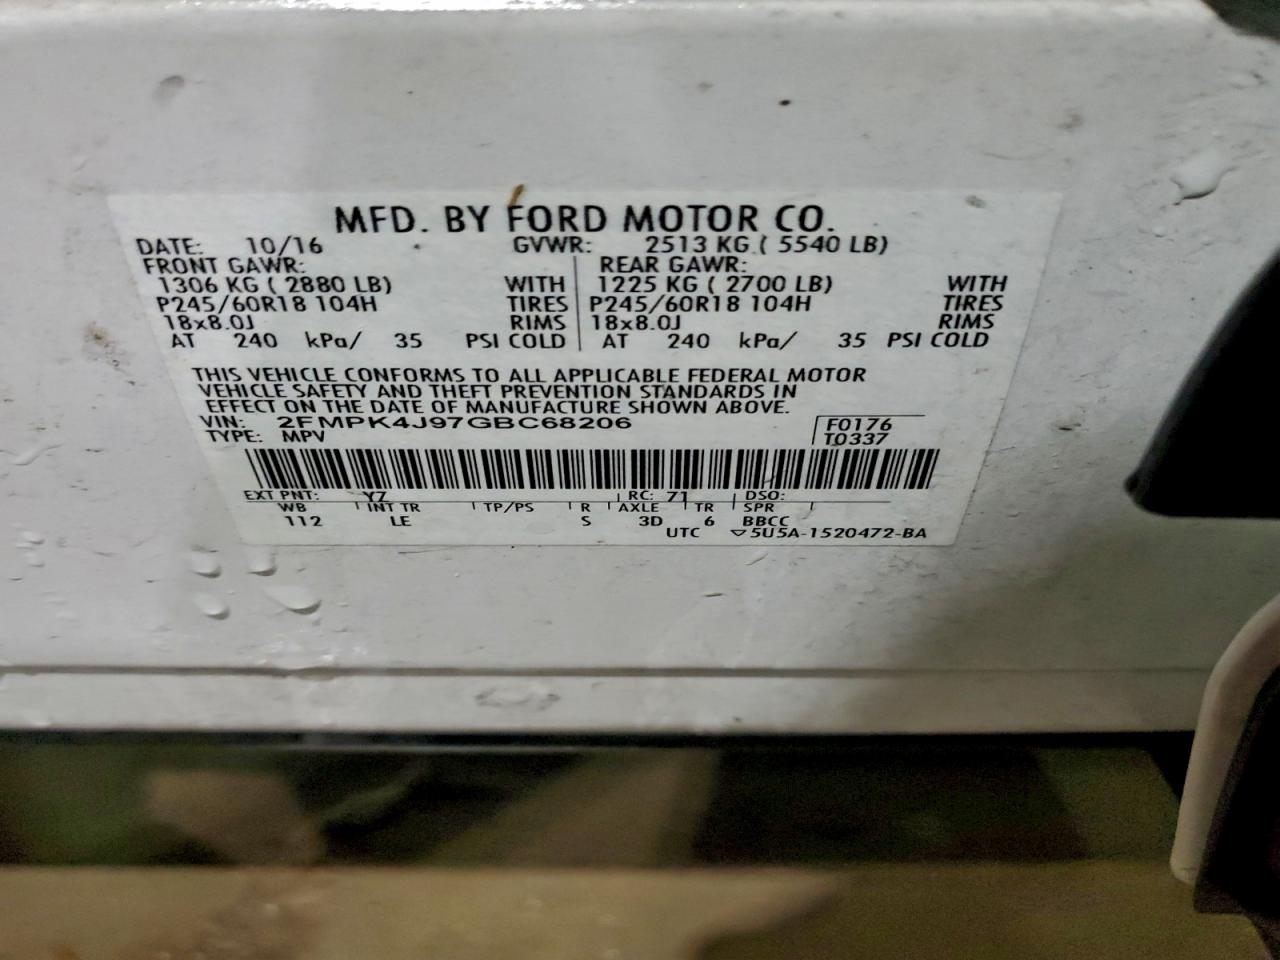 MFD. BY FORD MOTOR CO.
DATE: 10/16 GVWR: 2513 KG ( 5540 LB)
FRONT GAWR: REAR GAWR:
1306 KG ( 2880 LB) WITH 1225 KG ( 2700 LB) WITH
P245/60R18 104H TIRES P245/60R18 104H TIRES
18x8.0J RIMS 18x8.0J RIMS
AT 240 kPa/ 35 PSI COLD AT 240 kPa/ 35 PSI COLD
THIS VEHICLE CONFORMS TO ALL APPLICABLE FEDERAL MOTOR
VEHICLE SAFETY AND THEFT PREVENTION STANDARDS IN
EFFECT ON THE DATE OF MANUFACTURE SHOWN ABOVE.
VIN: 2FMPK4J97GBC68206 F0176
TYPE: MPV T0337
EXT PNT: YZ RC: 71 DSO:
WB INT TR TP/PS R AXLE TR SPR
112 LE S 3D 6 BBCC
UTC ▽5U5A-1520472-BA